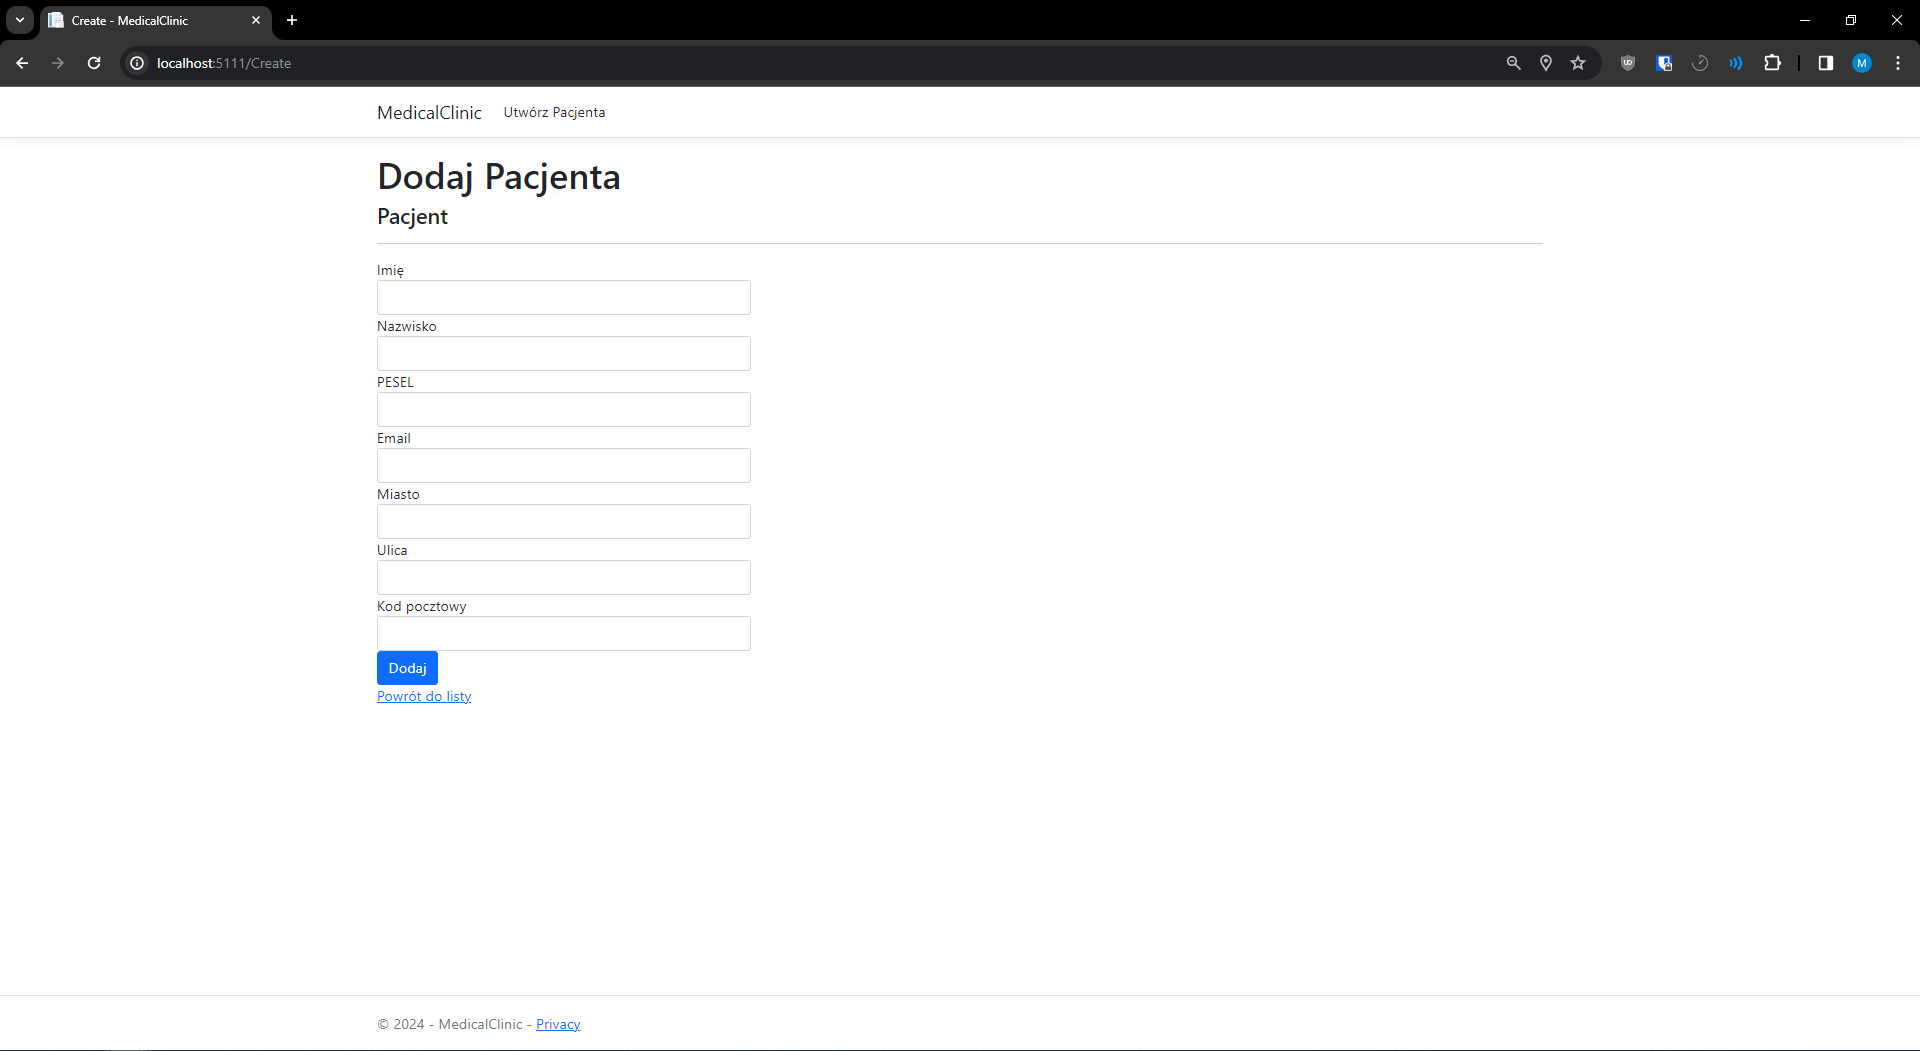 Create - MedicalClinic
localhost:5111/Create
M
MedicalClinic Utwórz Pacjenta
Dodaj Pacjenta
Pacjent
Imię
Nazwisko
PESEL
Email
Miasto
Ulica
Kod pocztowy
Dodaj
Powrót do listy
© 2024 - MedicalClinic - Privacy